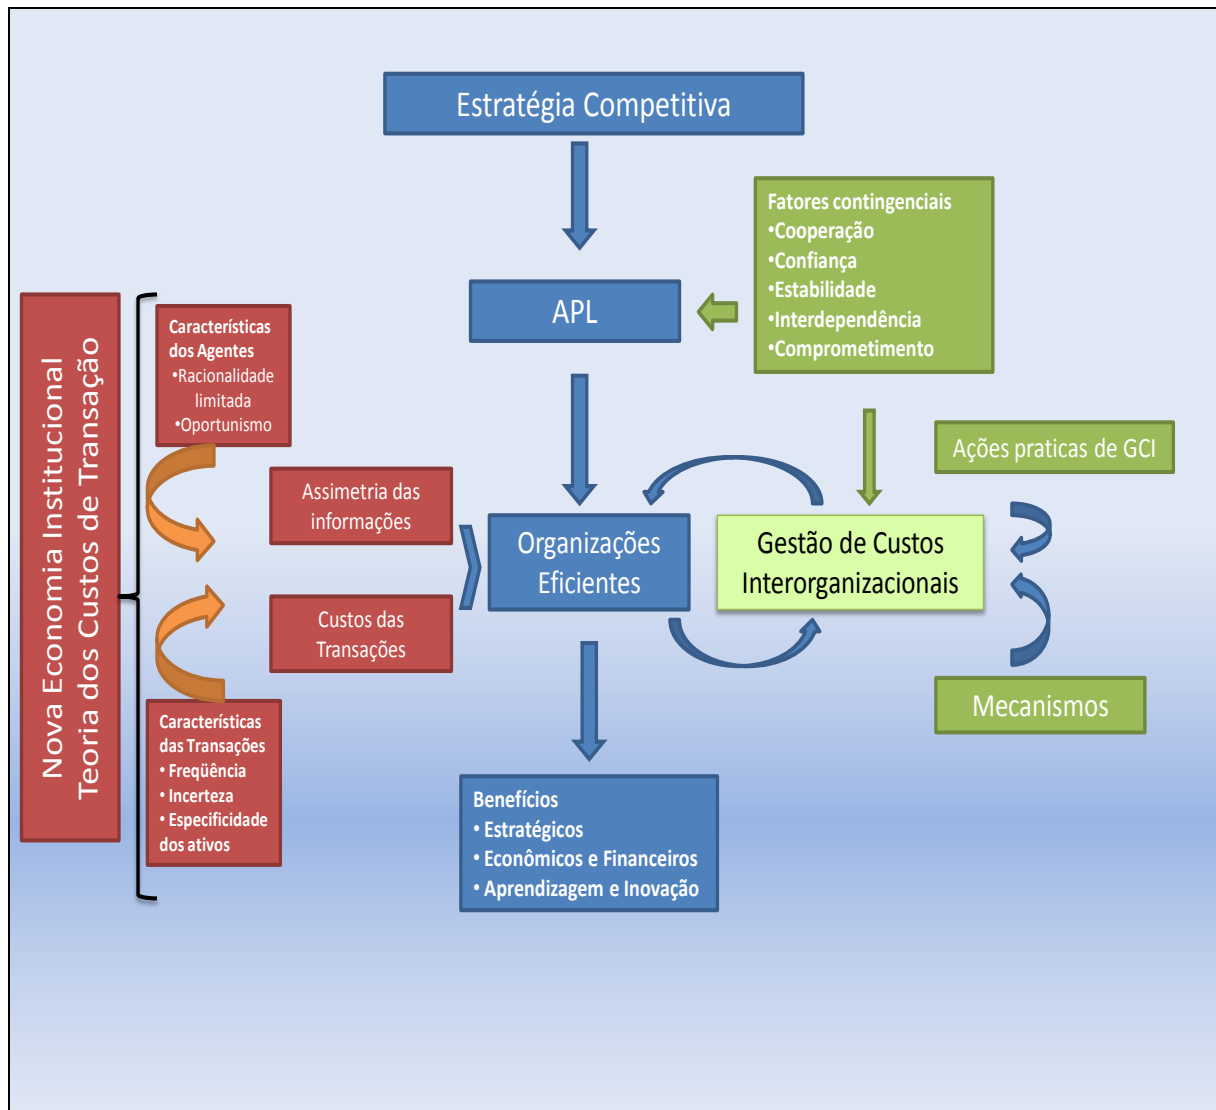 Estratégia Competitiva
Fatores contingenciais
•Cooperação
•Confiança
•Estabilidade
•Interdependência
•Comprometimento
APL
Nova Economia Institucional
Teoria dos Custos de Transação
Características
dos Agentes
•Racionalidade
limitada
•Oportunismo
Ações praticas de GCI
Assimetria das
informações
Organizações
Eficientes
Gestão de Custos
Interorganizacionais
Custos das
Transações
Mecanismos
Características
das Transações
• Freqüência
• Incerteza
• Especificidade
dos ativos
Benefícios
• Estratégicos
• Econômicos e Financeiros
• Aprendizagem e Inovação